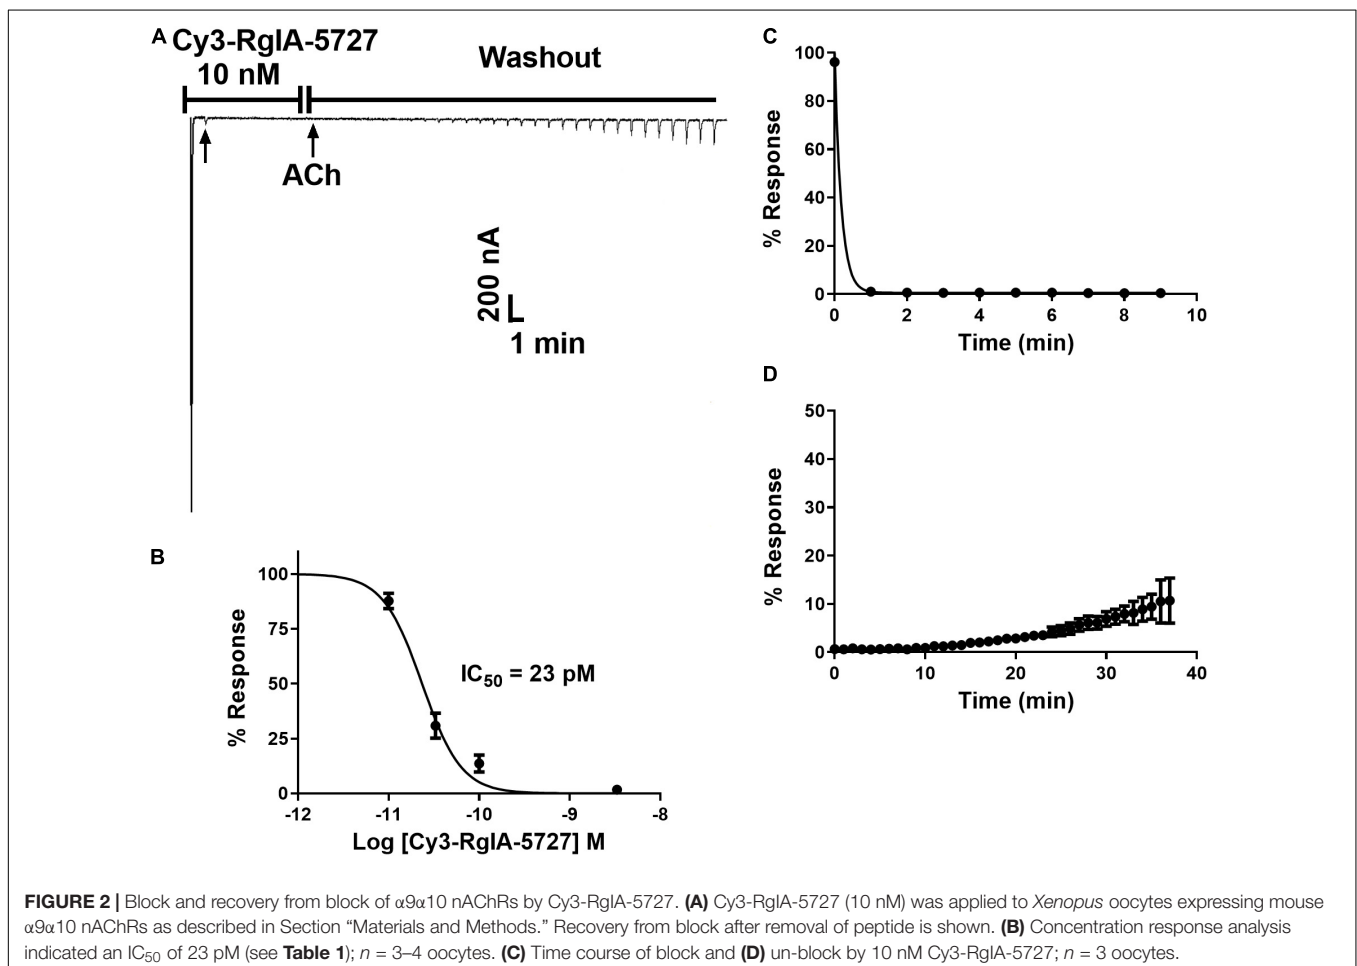 A Cy3-RgIA-5727
10 nM
Washout
ACh
200 nA
1 min
B
% Response
100
75
50
25
0
IC50 = 23 pM
-12 -11 -10 -9 -8
Log [Cy3-RgIA-5727] M
C
% Response
100
80
60
40
20
0
0 2 4 6 8 10
Time (min)
D
% Response
50
40
30
20
10
0
0 10 20 30 40
Time (min)
FIGURE 2 | Block and recovery from block of α9α10 nAChRs by Cy3-RgIA-5727. (A) Cy3-RgIA-5727 (10 nM) was applied to Xenopus oocytes expressing mouse
α9α10 nAChRs as described in Section “Materials and Methods.” Recovery from block after removal of peptide is shown. (B) Concentration response analysis
indicated an IC50 of 23 pM (see Table 1); n = 3–4 oocytes. (C) Time course of block and (D) un-block by 10 nM Cy3-RgIA-5727; n = 3 oocytes.